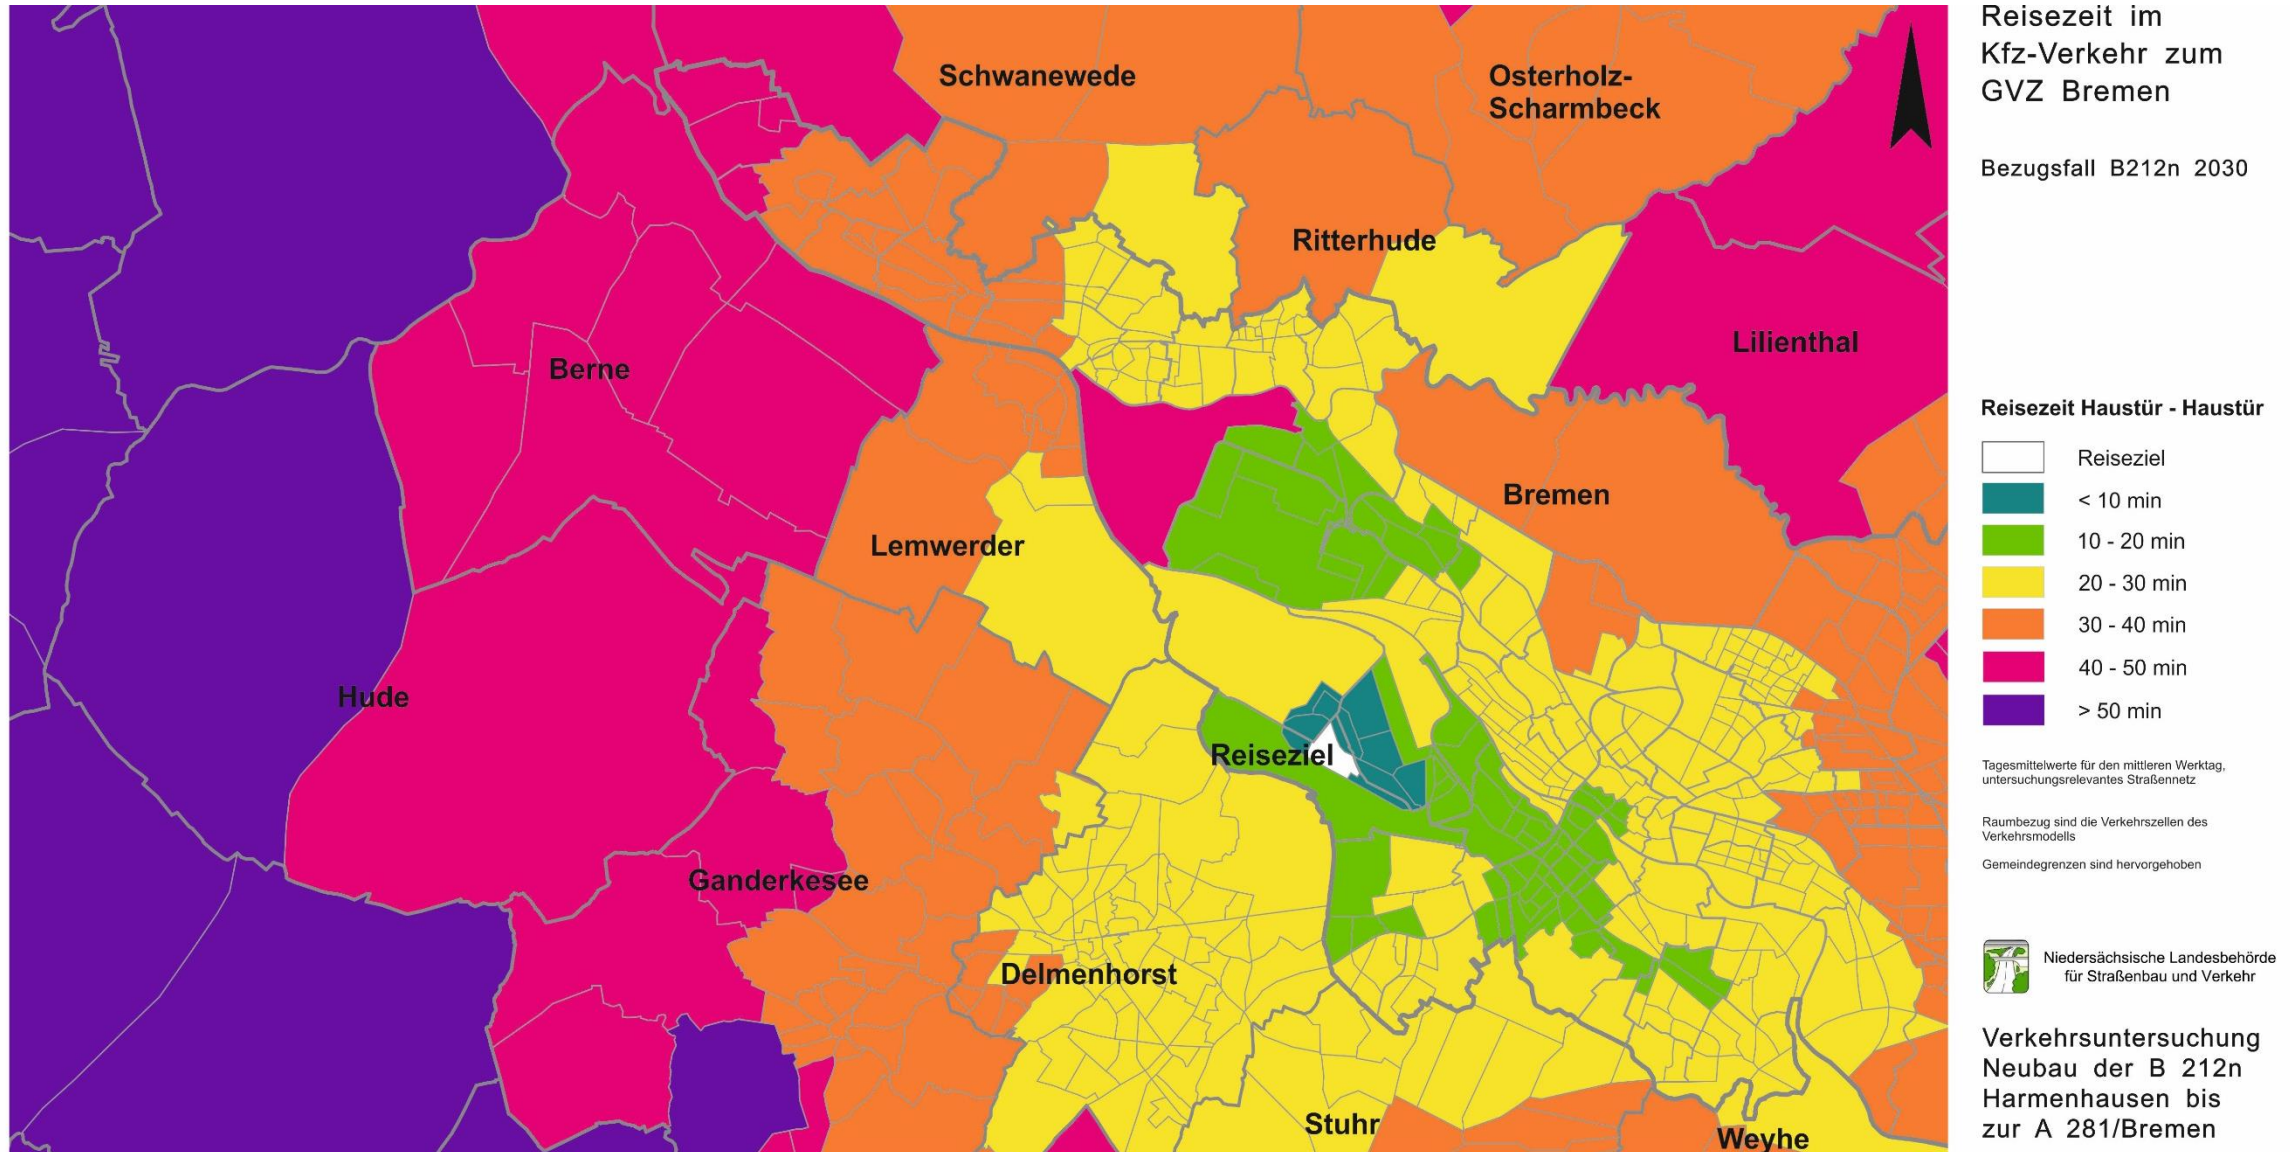 Reisezeit im
Kfz-Verkehr zum
GVZ Bremen
Bezugsfall B212n 2030
Schwanewede
Osterholz-
Scharmbeck
Ritterhude
Lilienthal
Berne
Bremen
Lemwerder
Hude
Reiseziel
Ganderkesee
Delmenhorst
Stuhr
Weyhe
Reisezeit Haustür - Haustür
Reiseziel
< 10 min
10 - 20 min
20 - 30 min
30 - 40 min
40 - 50 min
> 50 min
Tagesmittelwerte für den mittleren Werktag,
untersuchungsrelevantes Straßennetz
Raumbezug sind die Verkehrszellen des
Verkehrsmodells
Gemeindegrenzen sind hervorgehoben
Niedersächsische Landesbehörde
für Straßenbau und Verkehr
Verkehrsuntersuchung
Neubau der B 212n
Harmenhausen bis
zur A 281/Bremen